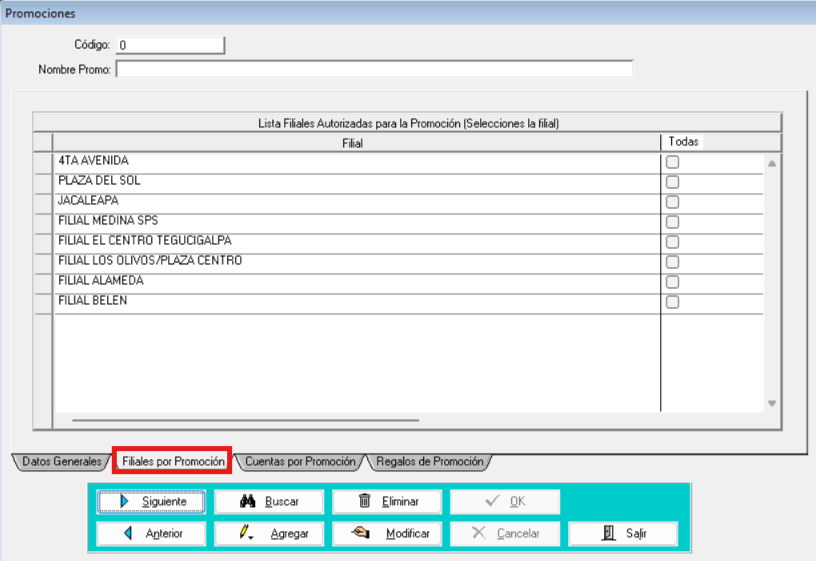 Promociones
Código: 0
Nombre Promo:
Lista Filiales Autorizadas para la Promoción (Selecciones la filial)
Filial Todas
4TA AVENIDA
PLAZA DEL SOL
JACALEAPA
FILIAL MEDINA SPS
FILIAL EL CENTRO TEGUCIGALPA
FILIAL LOS OLIVOS/PLAZA CENTRO
FILIAL ALAMEDA
FILIAL BELEN
Datos Generales Filiales por Promoción Cuentas por Promoción Regalos de Promoción
Siguiente Buscar Eliminar OK
Anterior Agregar Modificar Cancelar Salir